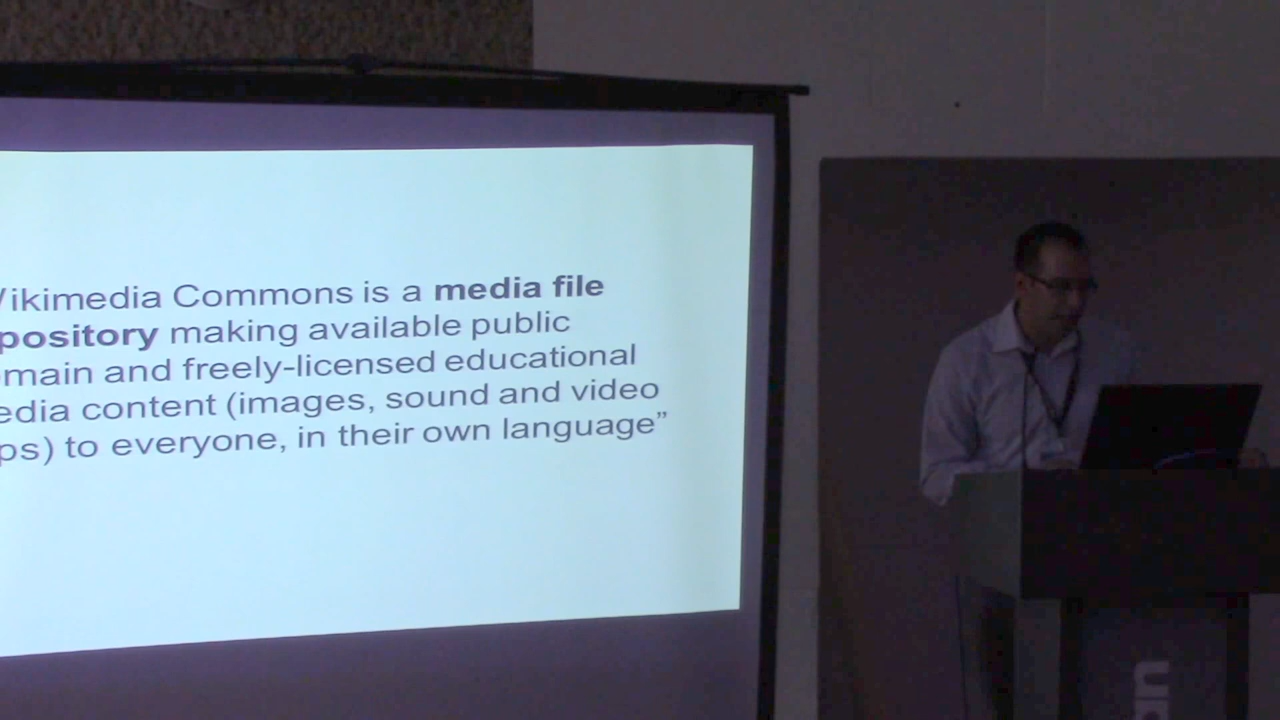 Wikimedia Commons is a media file
pository making available public
main and freely-licensed educational
edia content (images, sound and video
ps) to everyone, in their own language”